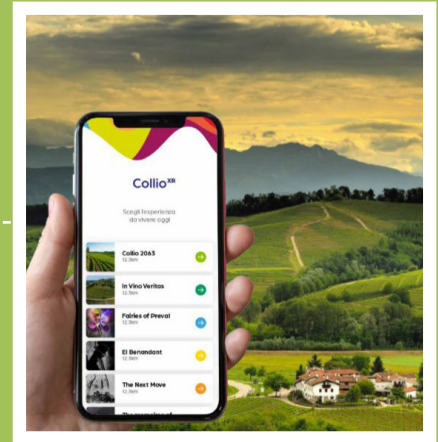 Collio XR
Scegli l'esperienza
da vivere oggi
Collio 2063
12.3km
In Vino Veritas
12.3km
Fairies of Preval
12.3km
El Benandant
12.3km
The Next Move
12.3km